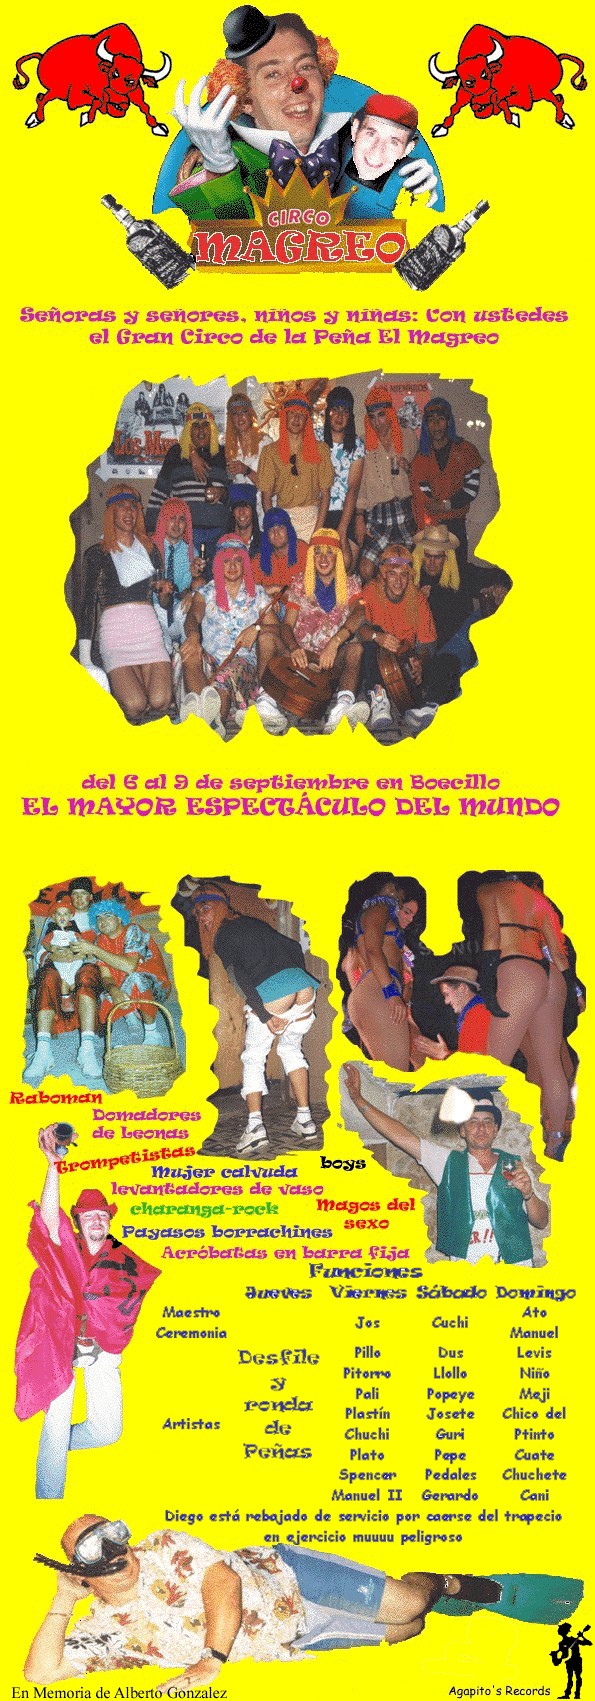 CIRCO
MAGREO
Señoras y señores, niños y niñas: Con ustedes
el Gran Circo de la Peña El Magreo
LOS MIEMBROS
del 6 al 9 de septiembre en Boecillo
EL MAYOR ESPECTÁCULO DEL MUNDO
Raboman
Domadores
de Leonas
Trompetistas
Mujer calvuda
boys
levantadores de vaso
charanga-rock
Magos del
sexo
Payasos borrachines
Acróbatas en barra fija
Funciones
Jueves Viernes Sábado Domingo
Maestro
Ceremonia
Jos Cuchi Ato
Manuel
Desfile
y
ronda
de
Peñas
Artistas
Pillo Dus Levis
Pitorro Llollo Niño
Pali Popeye Meji
Plastín Josete Chico del
Chuchi Guri Ptinto
Plato Pepe Cuate
Spencer Pedales Chuchete
Manuel II Gerardo Cani
Diego está rebajado de servicio por caerse del trapecio
en ejercicio muuuu peligroso
En Memoria de Alberto Gonzalez
Agapito's Records